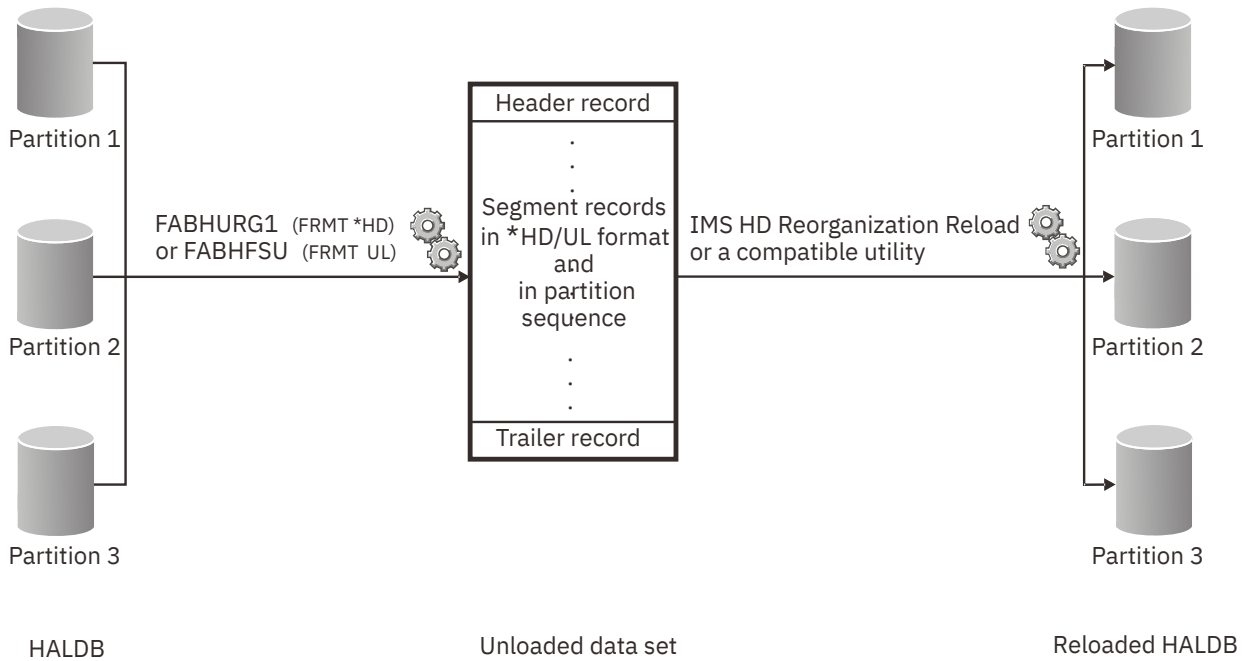 Header record
Partition 1
Partition 1
FABHURG1 (FRMT *HD)
or FABHFSU (FRMT UL)
Segment records
in *HD/UL format
and
in partition
sequence
IMS HD Reorganization Reload
or a compatible utility
Partition 2
Partition 2
Trailer record
Partition 3
Partition 3
HALDB
Unloaded data set
Reloaded HALDB